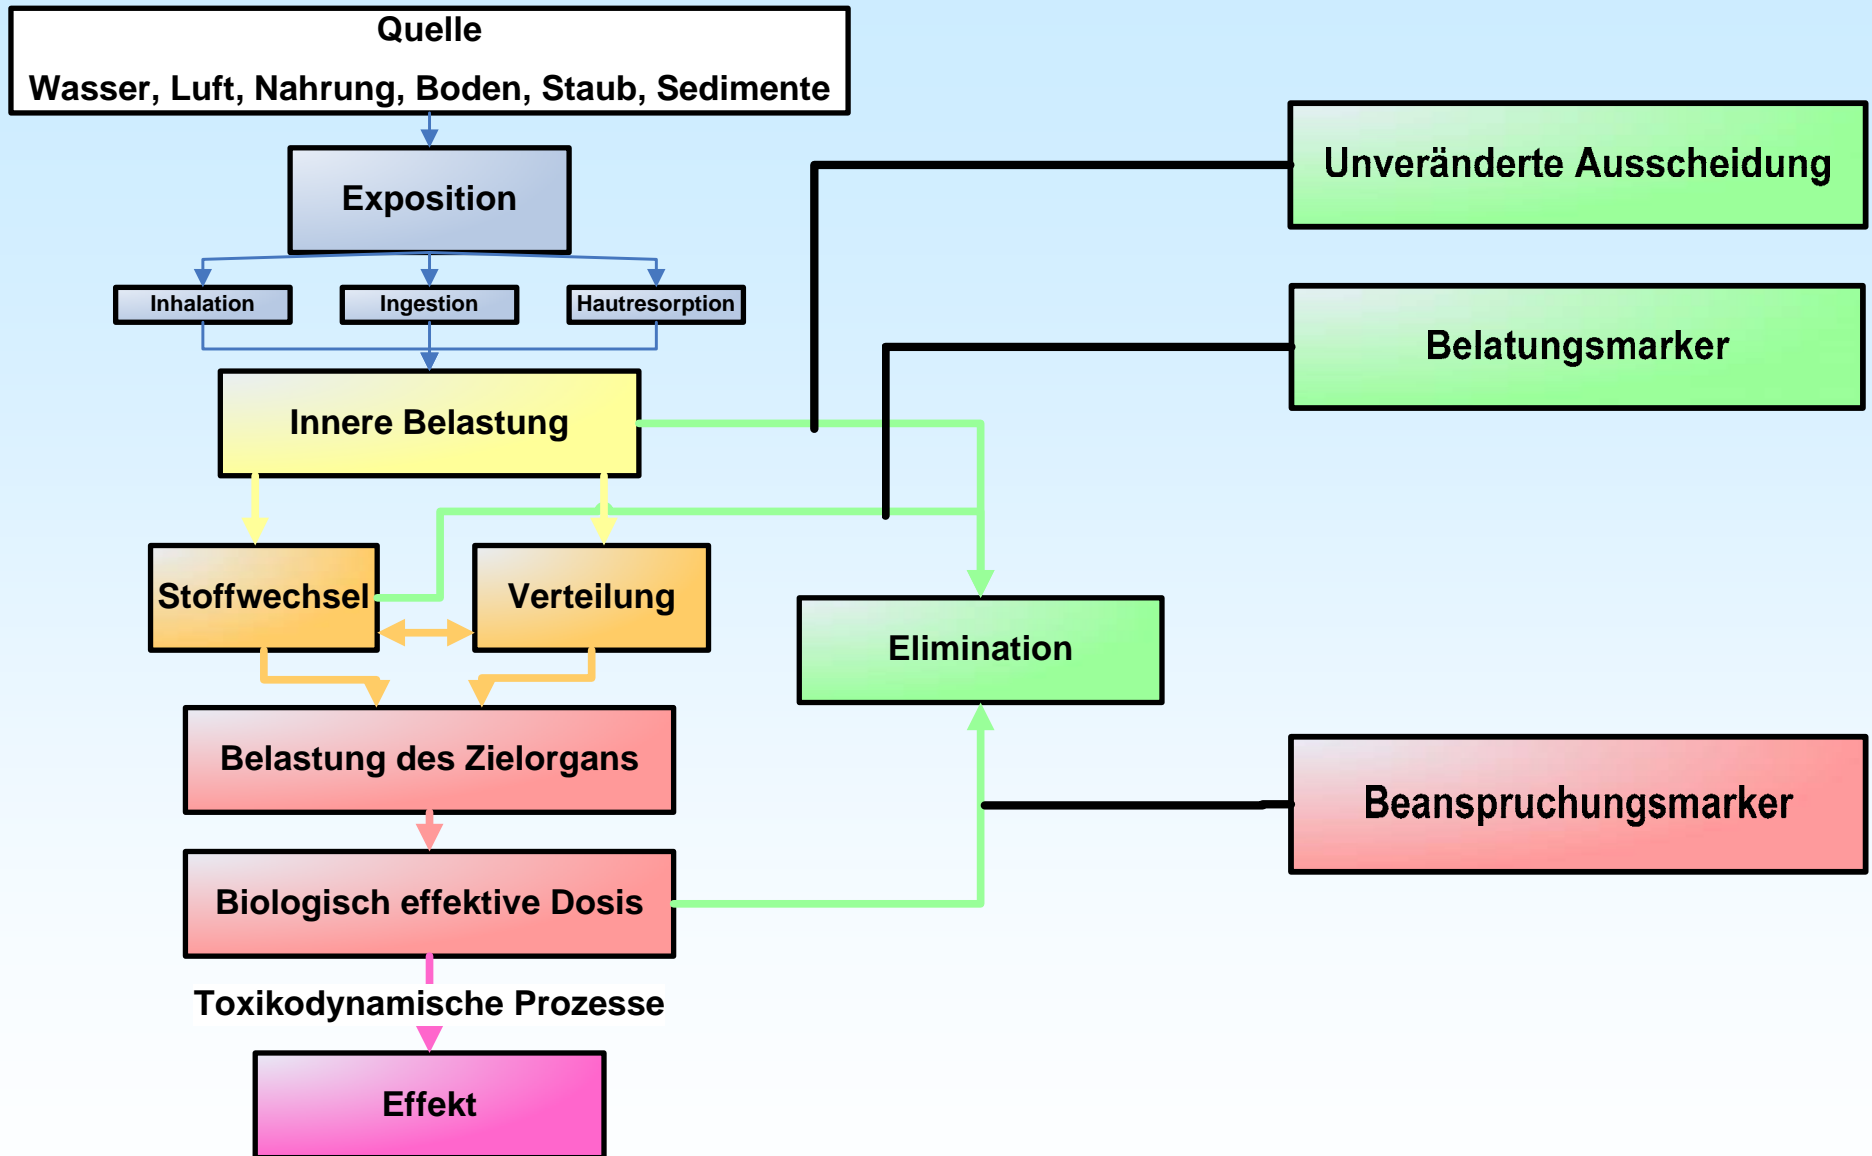 Quelle
Wasser, Luft, Nahrung, Boden, Staub, Sedimente
Exposition
Inhalation
Ingestion
Hautresorption
Innere Belastung
Stoffwechsel
Verteilung
Belastung des Zielorgans
Biologisch effektive Dosis
Toxikodynamische Prozesse
Effekt
Elimination
Unveränderte Ausscheidung
Belatungsmarker
Beanspruchungsmarker